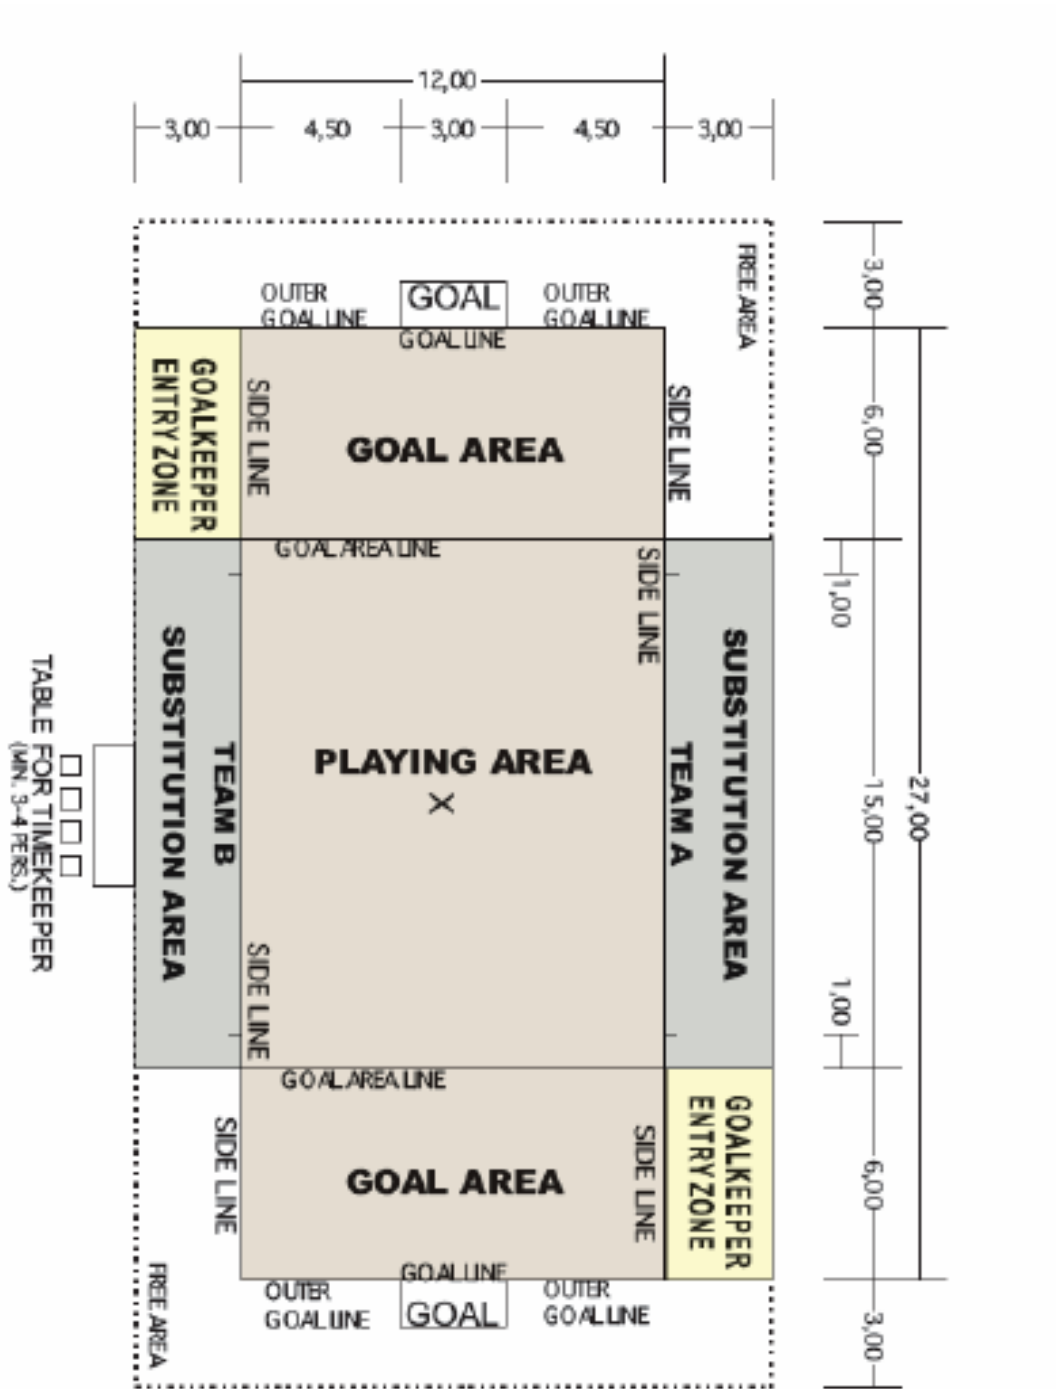 12,00
3,00
4,50
3,00
4,50
3,00
FREE AREA
3,00
OUTER
GOAL LINE
GOAL
OUTER
GOAL LINE
GOAL LINE
GOALKEEPER
ENTRY ZONE
SIDE LINE
GOAL AREA
SIDE LINE
6,00
GOAL AREA LINE
SIDE LINE
1,00
SUBSTITUTION AREA
TEAM B
PLAYING AREA
X
TEAM A
SUBSTITUTION AREA
15,00
27,00
TABLE FOR TIMEKEEPER
(MIN. 3-4 PERS.)
SIDE LINE
1,00
GOAL AREA LINE
SIDE LINE
GOAL AREA
SIDE LINE
GOALKEEPER
ENTRY ZONE
6,00
GOAL LINE
OUTER
GOAL LINE
GOAL
OUTER
GOAL LINE
FREE AREA
3,00